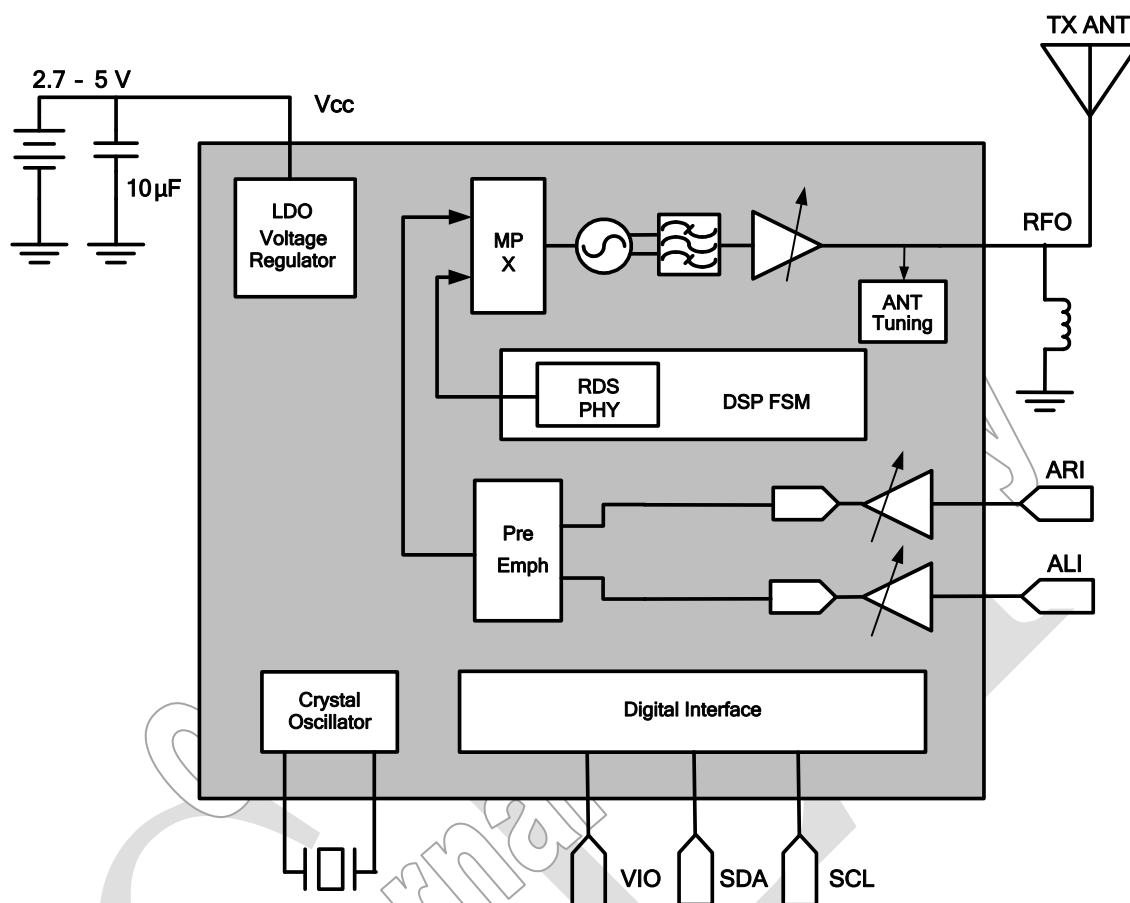 TX ANT
2.7 - 5 V
Vcc
10µF
LDO
Voltage
Regulator
MP
X
RFO
ANT
Tuning
RDS
PHY
DSP FSM
ARI
Pre
Emph
ALI
Crystal
Oscillator
Digital Interface
VIO
SDA
SCL